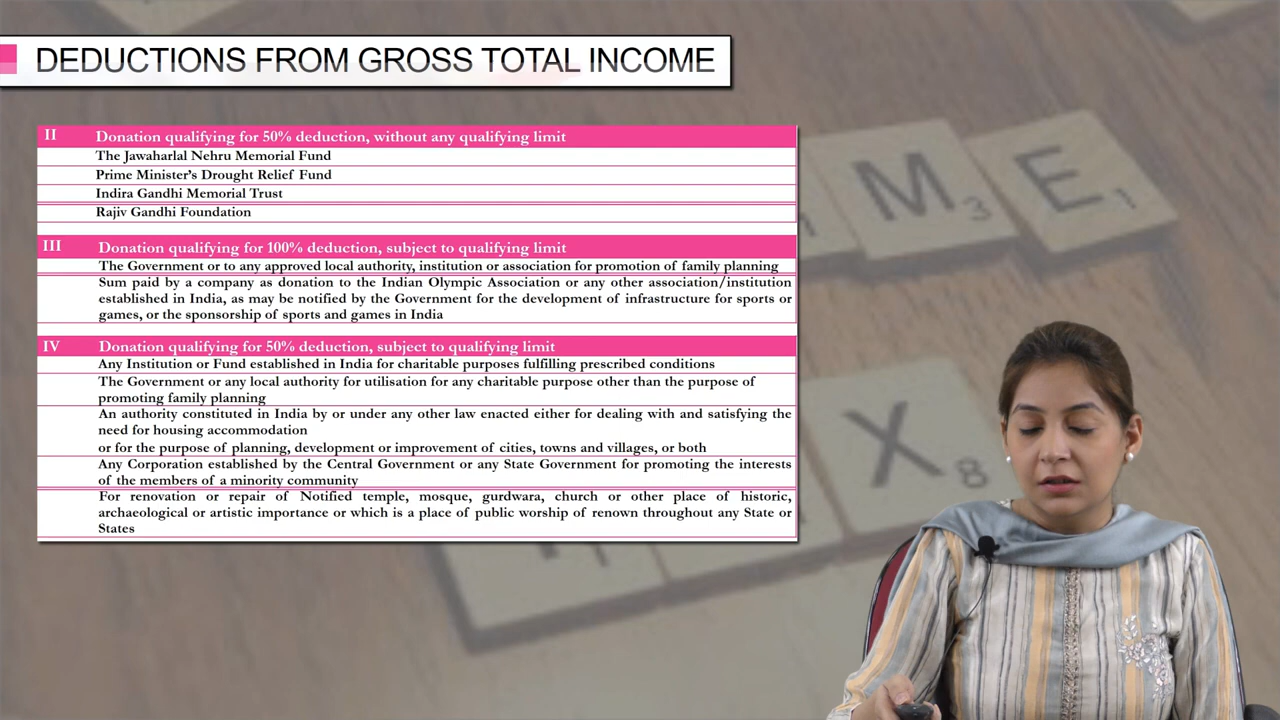 DEDUCTIONS FROM GROSS TOTAL INCOME
II Donation qualifying for 50% deduction, without any qualifying limit
The Jawaharlal Nehru Memorial Fund
Prime Minister's Drought Relief Fund
Indira Gandhi Memorial Trust
Rajiv Gandhi Foundation
III Donation qualifying for 100% deduction, subject to qualifying limit
The Government or to any approved local authority, institution or association for promotion of family planning
Sum paid by a company as donation to the Indian Olympic Association or any other association/institution
established in India, as may be notified by the Government for the development of infrastructure for sports or
games, or the sponsorship of sports and games in India
IV Donation qualifying for 50% deduction, subject to qualifying limit
Any Institution or Fund established in India for charitable purposes fulfilling prescribed conditions
The Government or any local authority for utilisation for any charitable purpose other than the purpose of
promoting family planning
An authority constituted in India by or under any other law enacted either for dealing with and satisfying the
need for housing accommodation
or for the purpose of planning, development or improvement of cities, towns and villages, or both
Any Corporation established by the Central Government or any State Government for promoting the interests
of the members of a minority community
For renovation or repair of Notified temple, mosque, gurdwara, church or other place of historic,
archaeological or artistic importance or which is a place of public worship of renown throughout any State or
States
M3 E1
X8